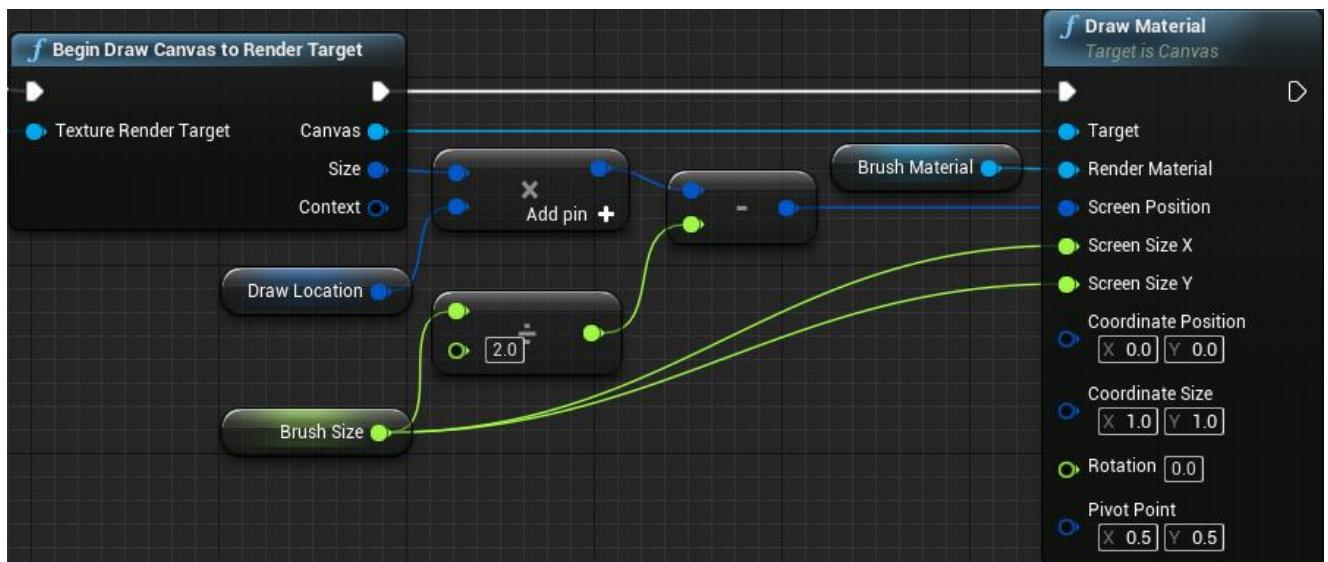 f Begin Draw Canvas to Render Target
Texture Render Target
Canvas
Size
Context
×
Add pin +
-
Draw Location
÷
2.0
Brush Size
Brush Material
f Draw Material
Target is Canvas
Target
Render Material
Screen Position
Screen Size X
Screen Size Y
Coordinate Position
X 0.0 Y 0.0
Coordinate Size
X 1.0 Y 1.0
Rotation 0.0
Pivot Point
X 0.5 Y 0.5